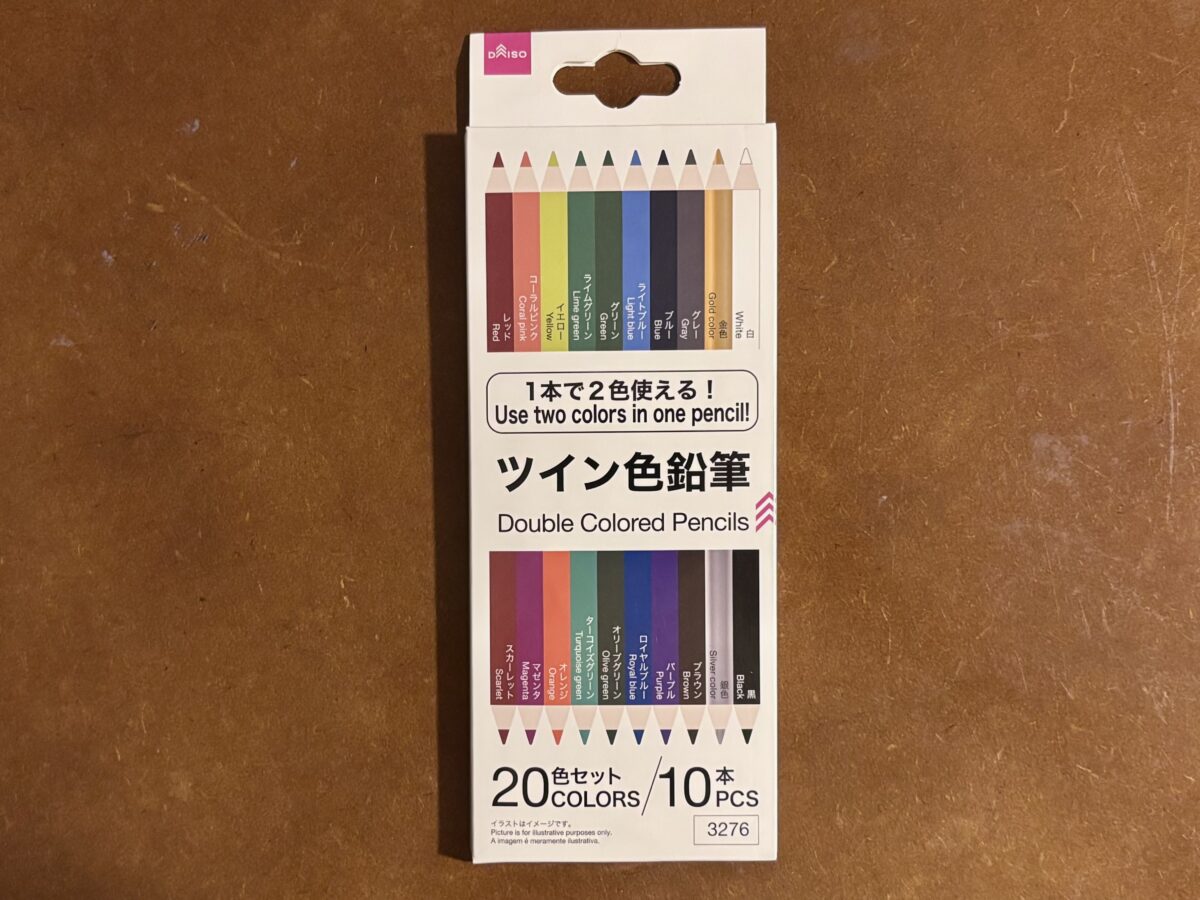 DAISO
レッド
Red
コーラルピンク
Coral pink
イエロー
Yellow
ライムグリーン
Lime green
グリーン
Green
ライトブルー
Light blue
ブルー
Blue
グレー
Gray
金色
Gold color
白
White
1本で2色使える!
Use two colors in one pencil!
ツイン色鉛筆
Double Colored Pencils
スカーレット
Scarlet
マゼンタ
Magenta
オレンジ
Orange
ターコイズグリーン
Turquoise green
オリーブグリーン
Olive green
ロイヤルブルー
Royal blue
パープル
Purple
ブラウン
Brown
銀色
Silver color
黒
Black
20色セット COLORS/10本 PCS
イラストはイメージです。
Picture is for illustrative purposes only.
A imagem é meramente ilustrativa.
3276